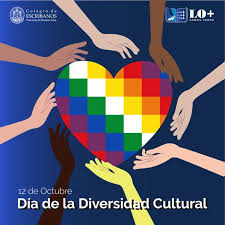 Colegio de
ESCRIBANOS
LO+
12 de Octubre
Día de la Diversidad Cultural